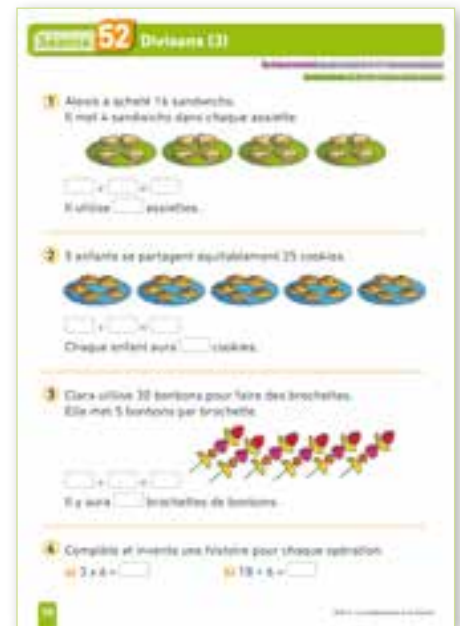 Séance 52 Divisons (3)
1 Alexis a acheté 16 sandwichs.
Il met 4 sandwichs dans chaque assiette.
÷ =
Il utilise assiettes.
2 5 enfants se partagent équitablement 25 cookies.
÷ =
Chaque enfant aura cookies.
3 Clara utilise 30 bonbons pour faire des brochettes.
Elle met 5 bonbons par brochette.
÷ =
Il y aura brochettes de bonbons.
4 Complète et invente une histoire pour chaque opération.
a) 3 x 6 = b) 18 ÷ 6 =